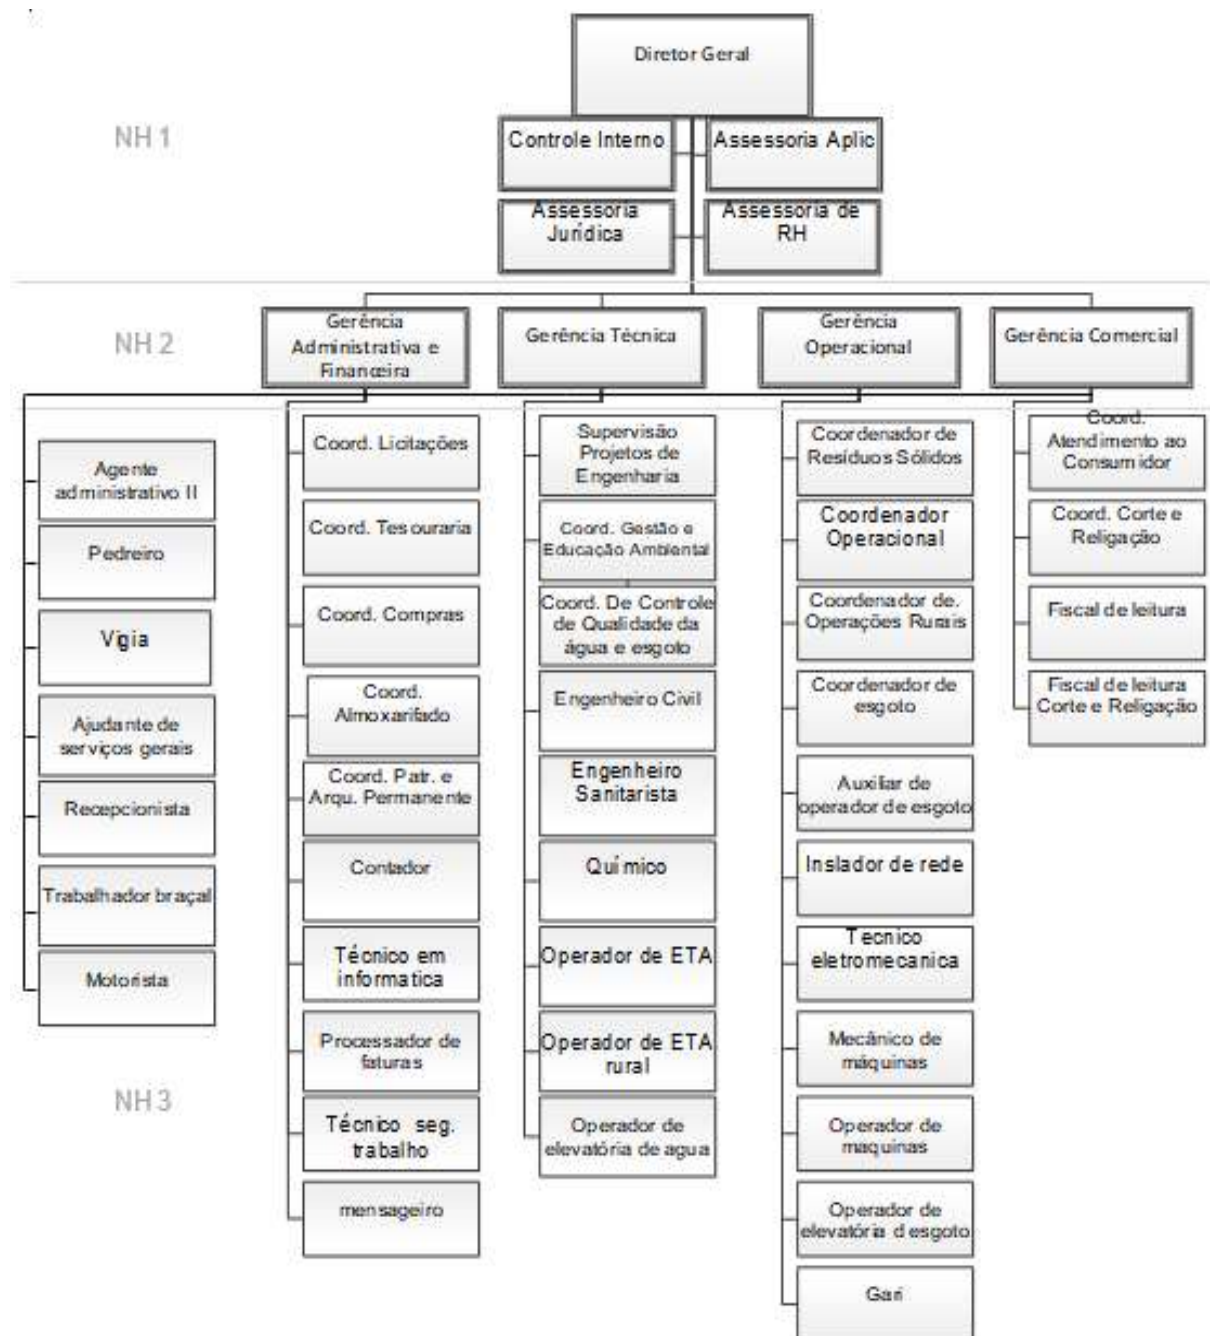 Diretor Geral
NH 1
Controle Interno
Assessoria Aplic
Assessoria
Jurídica
Assessoria de
RH
NH 2
Gerência
Administrativa e
Financeira
Gerência Técnica
Gerência
Operacional
Gerência Comercial
Agente
administrativo II
Pedreiro
Vigia
Ajudante de
serviços gerais
Recepcionista
Trabalhador braçal
Motorista
NH 3
Coord. Licitações
Coord. Tesouraria
Coord. Compras
Coord.
Almoxarifado
Coord. Patr. e
Arqu. Permanente
Contador
Técnico em
informatica
Processador de
faturas
Técnico seg.
trabalho
mensageiro
Supervisão
Projetos de
Engenharia
Coord. Gestão e
Educação Ambiental
Coord. De Controle
de Qualidade da
água e esgoto
Engenheiro Civil
Engenheiro
Sanitarista
Químico
Operador de ETA
Operador de ETA
rural
Operador de
elevatória de agua
Coordenador de
Resíduos Sólidos
Coordenador
Operacional
Coordenador de.
Operações Rurais
Coordenador de
esgoto
Auxiliar de
operador de esgoto
Inslador de rede
Tecnico
eletromecanica
Mecânico de
máquinas
Operador de
maquinas
Operador de
elevatória d esgoto
Gari
Coord.
Atendimento ao
Consumidor
Coord. Corte e
Religação
Fiscal de leitura
Fiscal de leitura
Corte e Religação